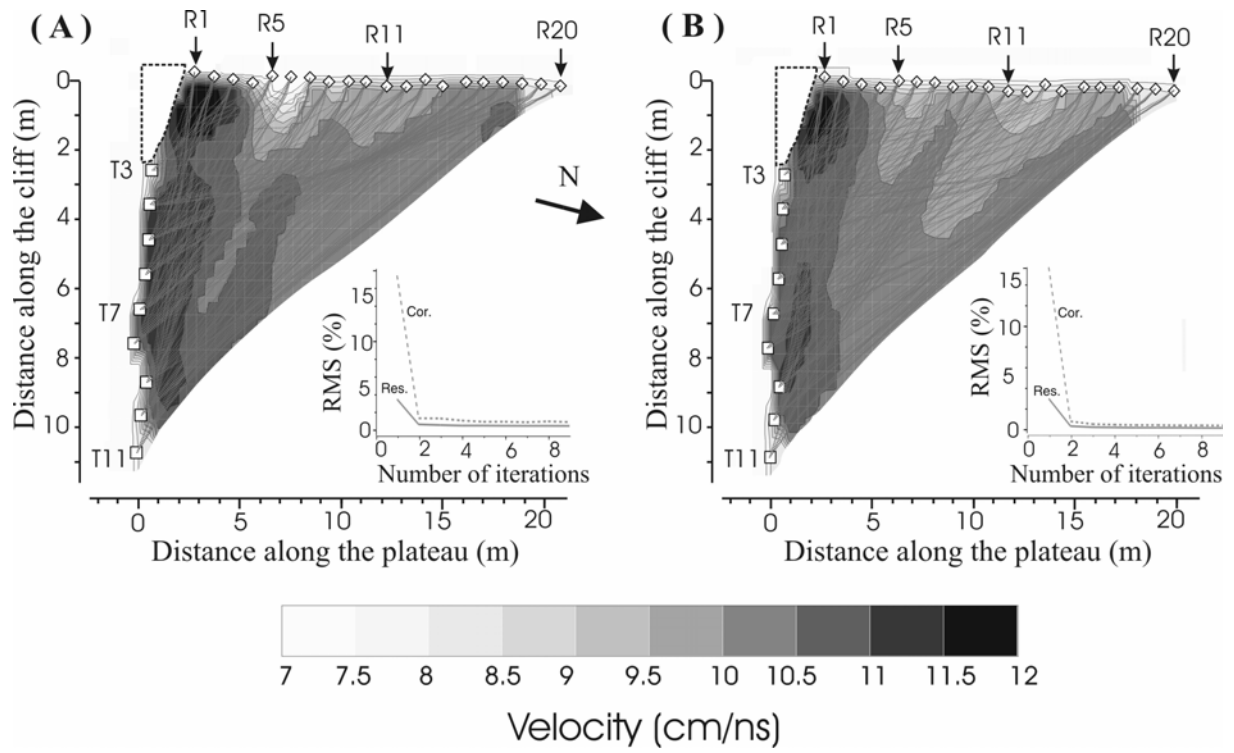 (A)
R1
R5
R11
R20
0
2
4
6
8
10
Distance along the cliff (m)
T3
T7
T11
N
15
10
5
0
RMS (%)
Cor.
Res.
0 2 4 6 8
Number of iterations
0 5 10 15 20
Distance along the plateau (m)
(B)
R1
R5
R11
R20
0
2
4
6
8
10
Distance along the cliff (m)
T3
T7
T11
15
10
5
0
RMS (%)
Cor.
Res.
0 2 4 6 8
Number of iterations
0 5 10 15 20
Distance along the plateau (m)
7 7.5 8 8.5 9 9.5 10 10.5 11 11.5 12
Velocity (cm/ns)